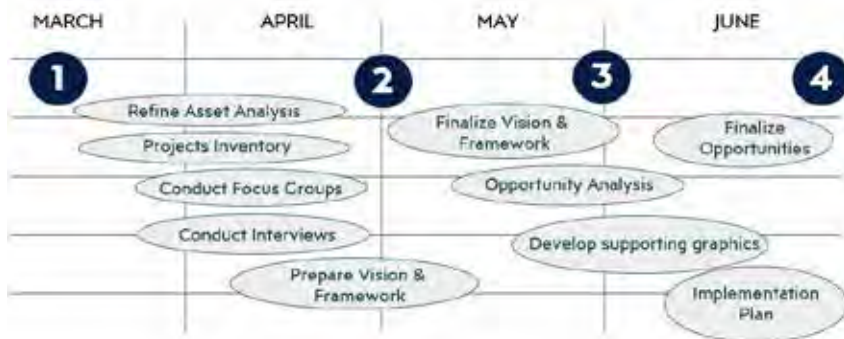 MARCH APRIL MAY JUNE
1 2 3 4
Refine Asset Analysis
Projects Inventory
Conduct Focus Groups
Conduct Interviews
Prepare Vision &
Framework
Finalize Vision &
Framework
Opportunity Analysis
Develop supporting graphics
Finalize
Opportunities
Implementation
Plan